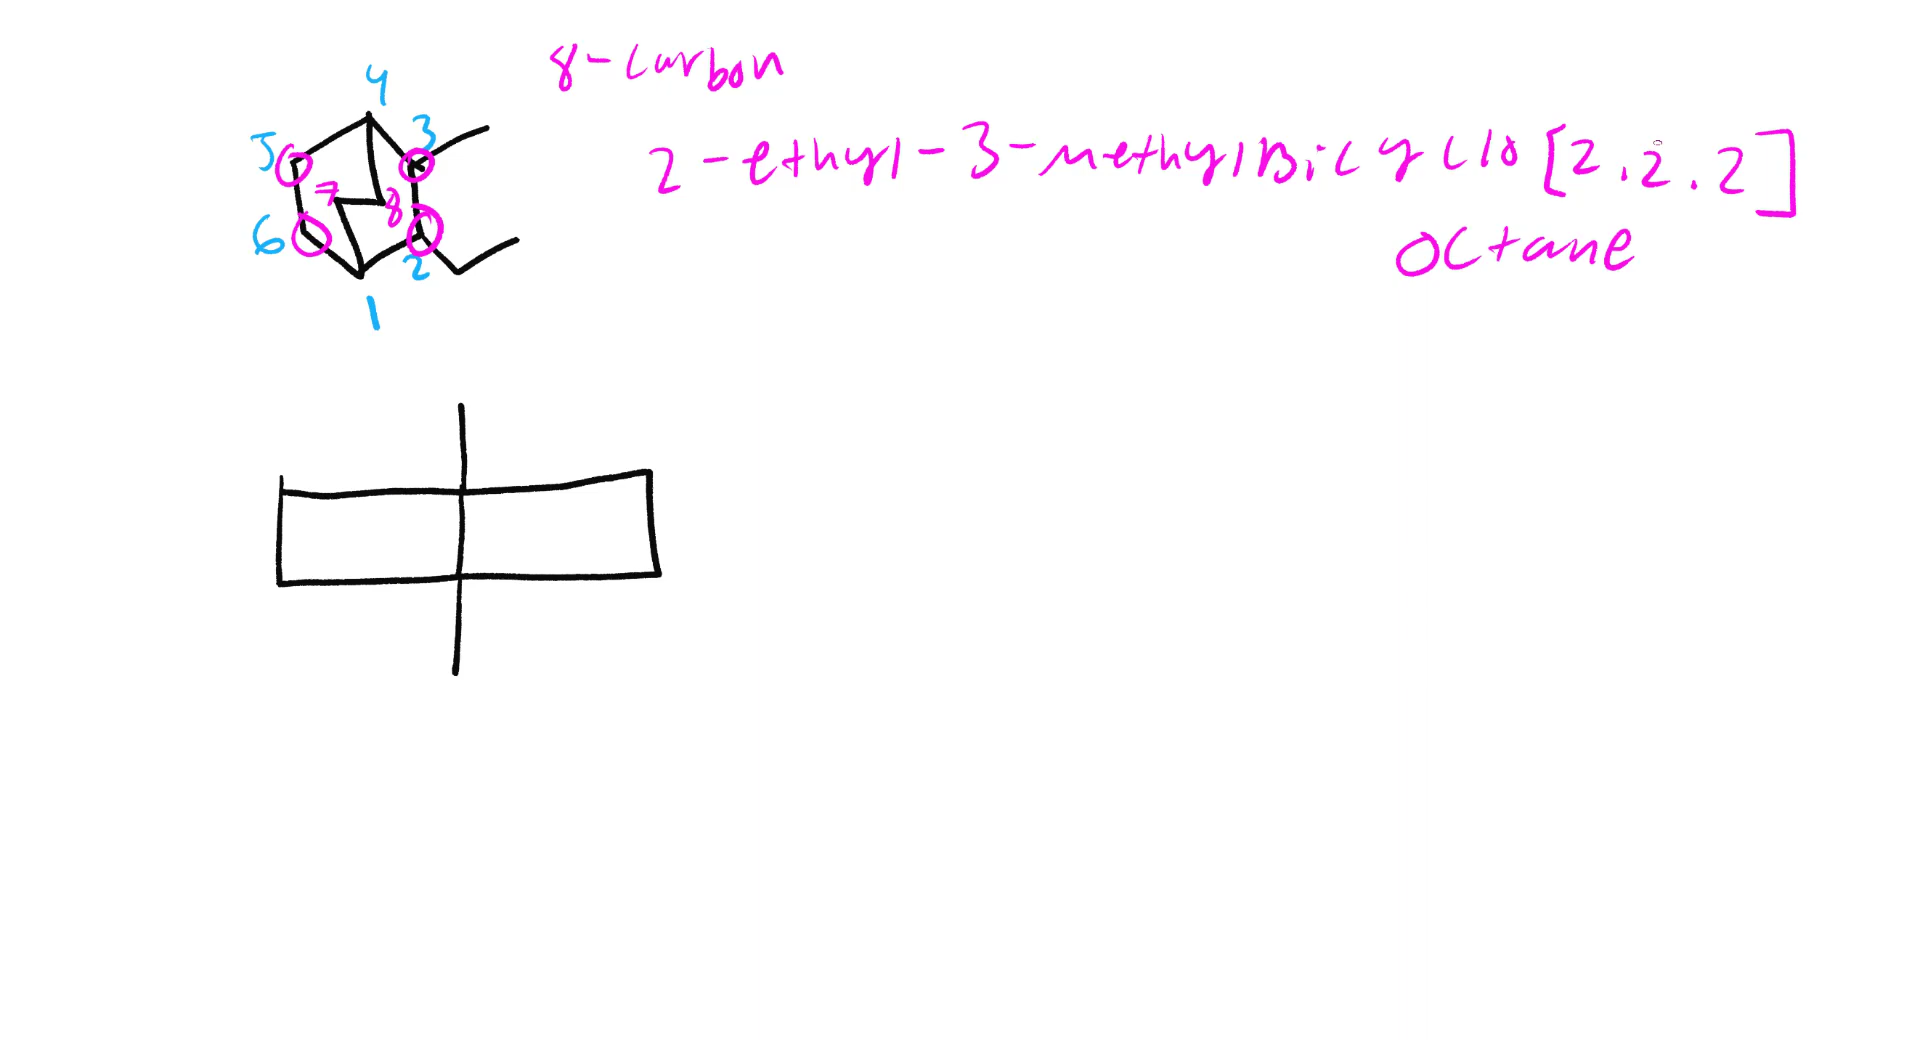 8-carbon
4
5
3
2-ethyl-3-methylBicyclo [2.2.2]
7
8
6
2
Octane
1